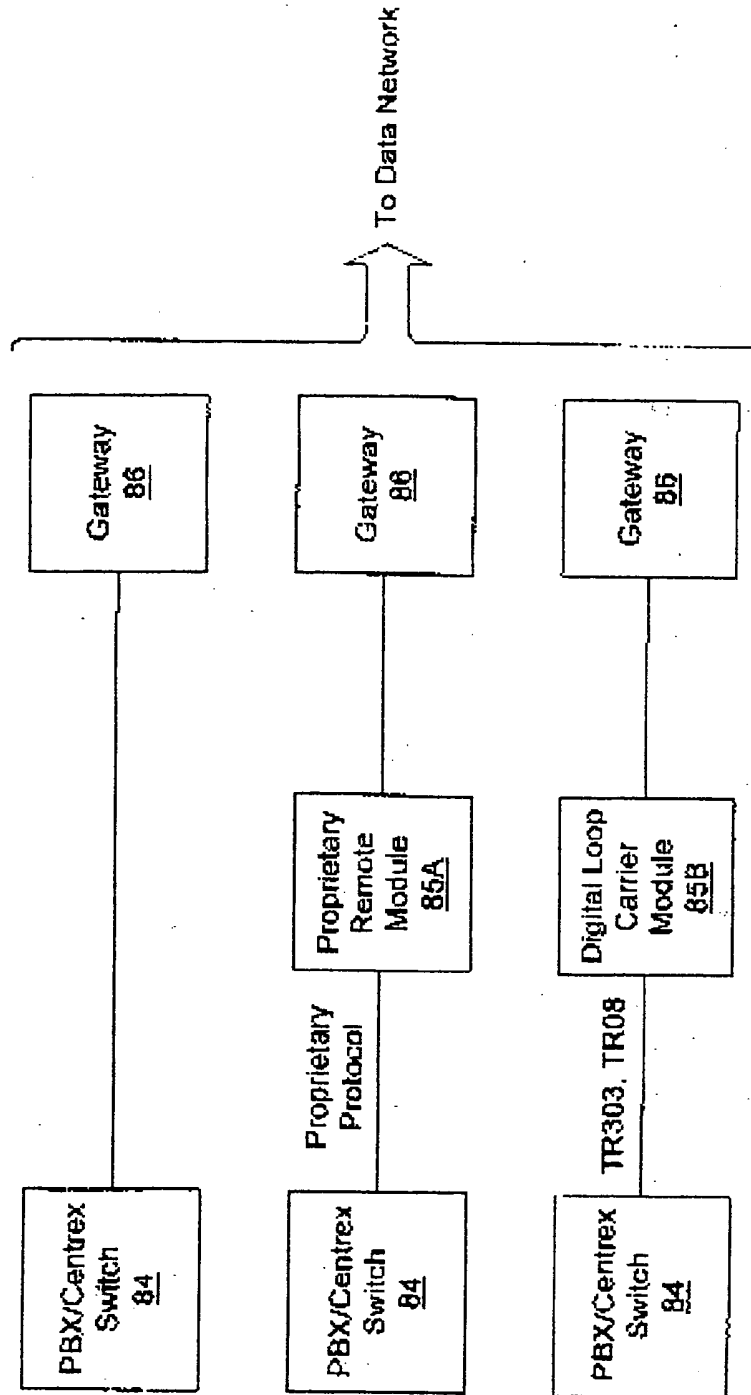 PBX/Centrex
Switch
84
Gateway
86
PBX/Centrex
Switch
84
Proprietary
Protocol
Proprietary
Remote
Module
85A
Gateway
86
PBX/Centrex
Switch
84
TR303, TR08
Digital Loop
Carrier
Module
85B
Gateway
86
To Data Network